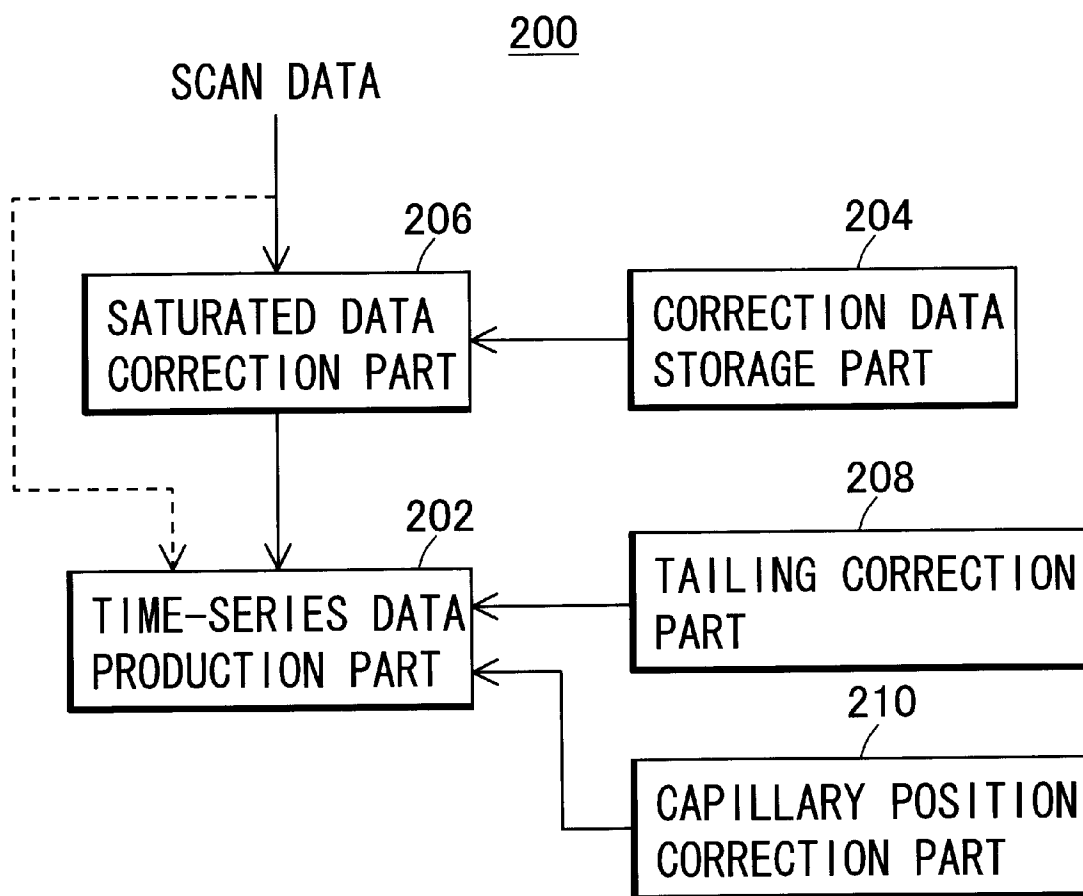 200
SCAN DATA
206
204
SATURATED DATA
CORRECTION PART
CORRECTION DATA
STORAGE PART
202
208
TIME-SERIES DATA
PRODUCTION PART
TAILING CORRECTION
PART
210
CAPILLARY POSITION
CORRECTION PART